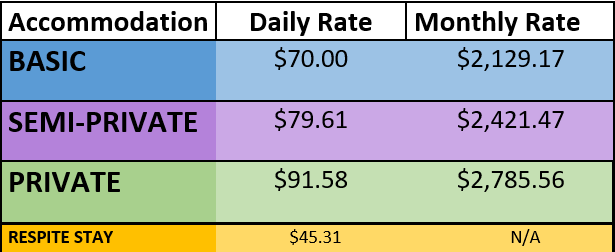 Accommodation Daily Rate Monthly Rate
BASIC $70.00 $2,129.17
SEMI-PRIVATE $79.61 $2,421.47
PRIVATE $91.58 $2,785.56
RESPITE STAY $45.31 N/A